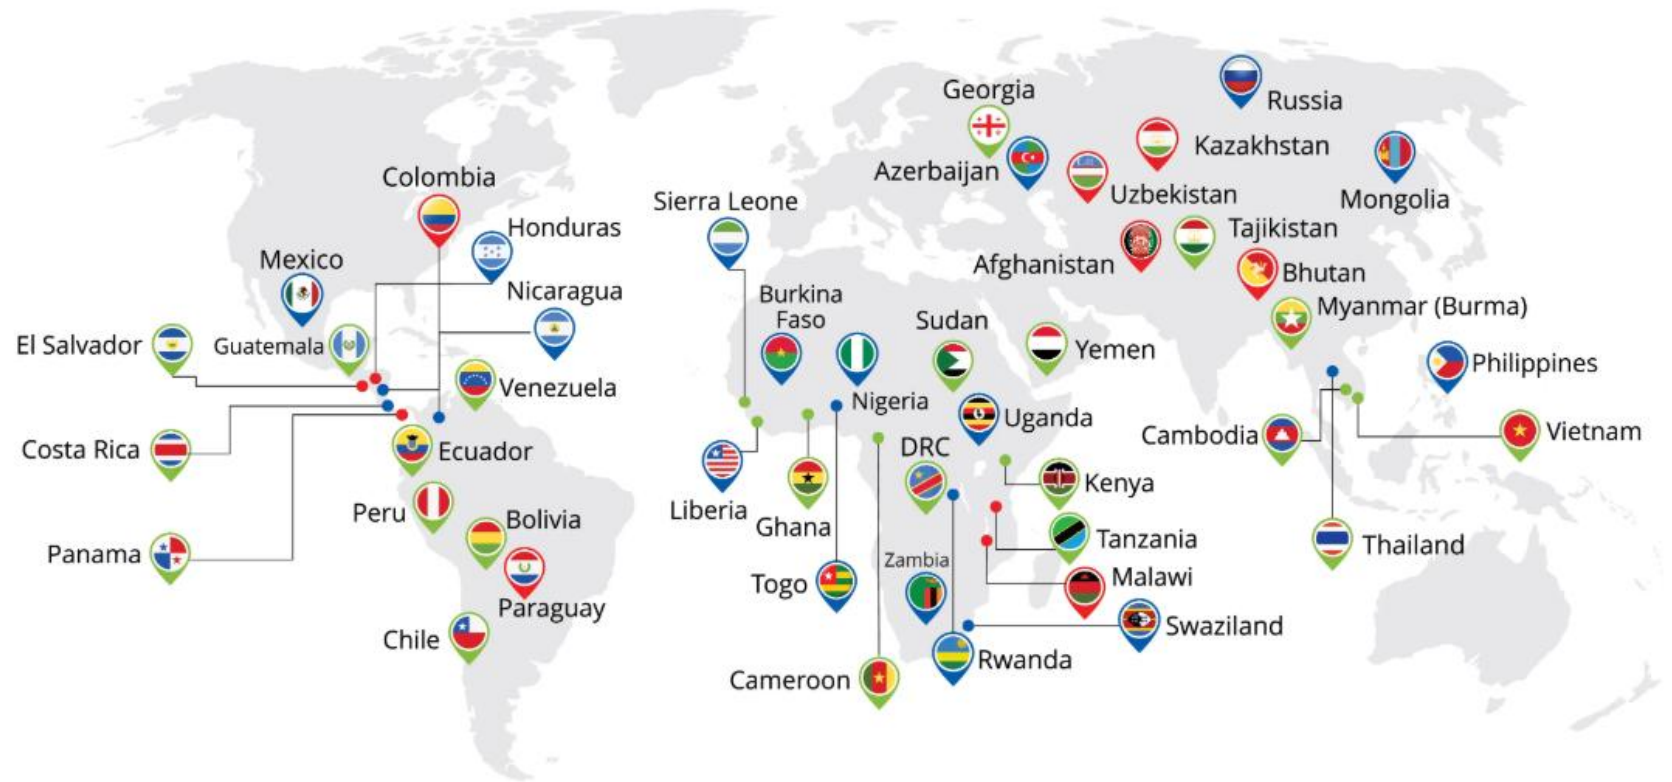 Georgia
Russia
Kazakhstan
Azerbaijan
Colombia
Uzbekistan
Mongolia
Sierra Leone
Honduras
Tajikistan
Mexico
Afghanistan
Bhutan
Nicaragua
Burkina
Faso
Myanmar (Burma)
Sudan
El Salvador
Guatemala
Yemen
Philippines
Venezuela
Nigeria
Uganda
Cambodia
Vietnam
Costa Rica
Ecuador
DRC
Kenya
Peru
Liberia
Bolivia
Ghana
Tanzania
Thailand
Panama
Zambia
Malawi
Togo
Paraguay
Swaziland
Chile
Rwanda
Cameroon